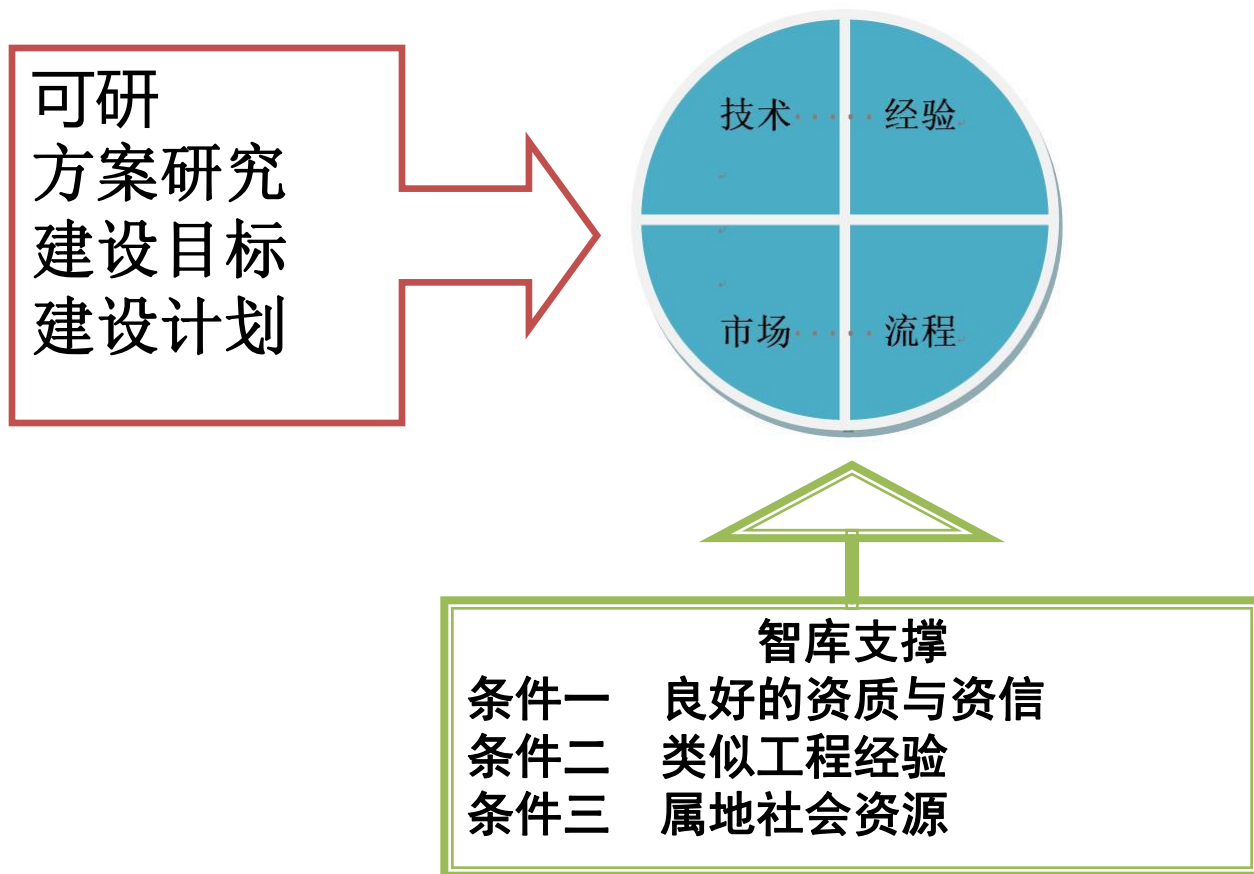 可研
方案研究
建设目标
建设计划
技术 经验
市场 流程
智库支撑
条件一 良好的资质与资信
条件二 类似工程经验
条件三 属地社会资源